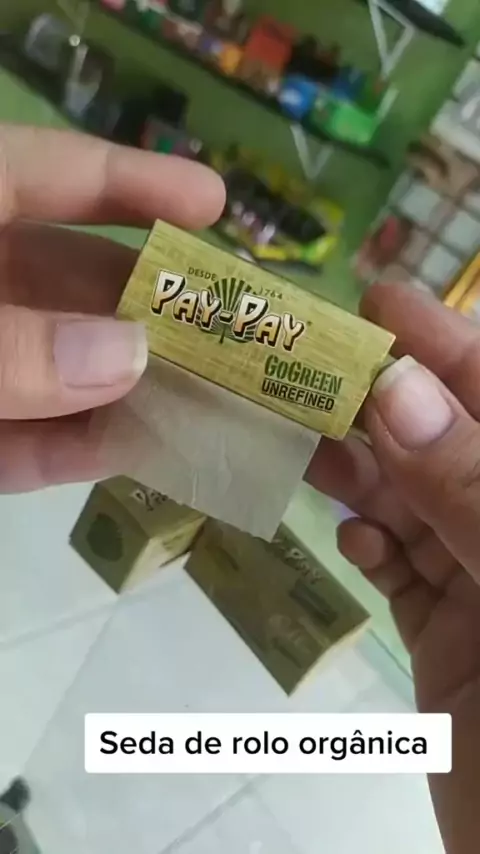 DESDE 1764
PAY-PAY
GOGREEN
UNREFINED
Seda de rolo orgânica